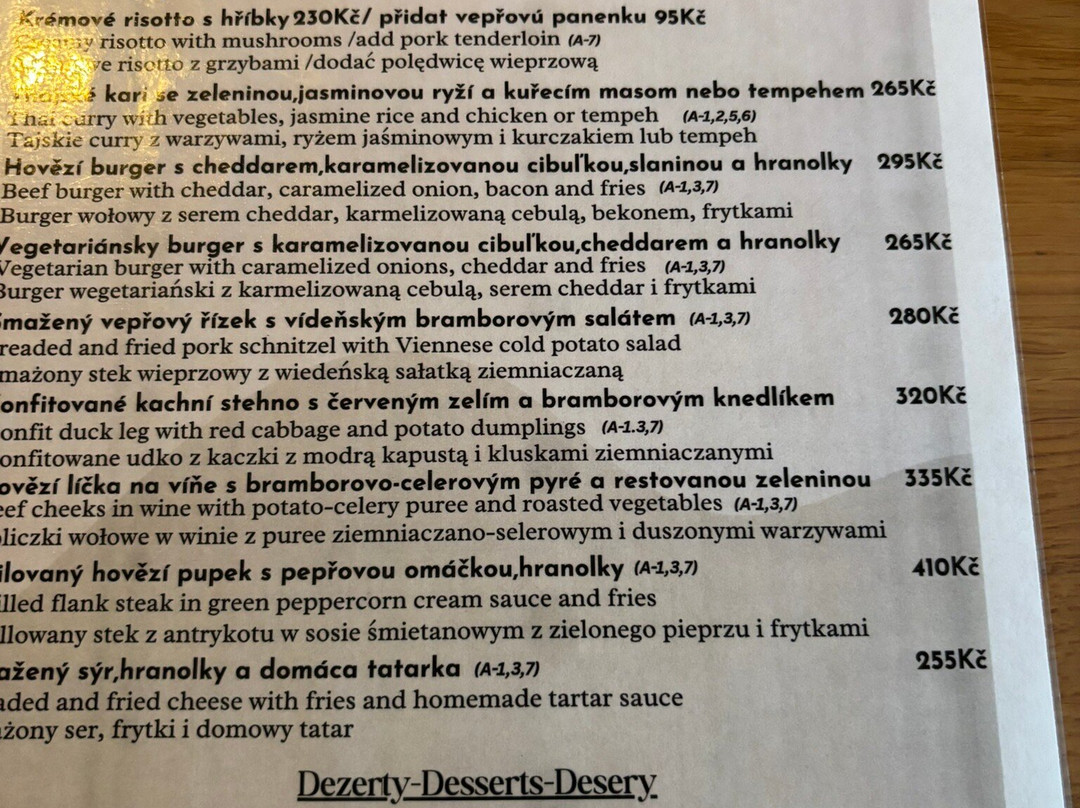 Krémové risotto s hříbky 230Kč/ přidat vepřovú panenku 95Kč
risotto with mushrooms /add pork tenderloin (A-7)
risotto z grzybami /dodać polędwicę wieprzową
kari se zeleninou,jasminovou ryží a kuřecím masom nebo tempehem 265Kč
Thai curry with vegetables, jasmine rice and chicken or tempeh (A-1,2,5,6)
Tajskie curry z warzywami, ryżem jaśminowym i kurczakiem lub tempeh
Hovězí burger s cheddarem,karamelizovanou cibuľkou,slaninou a hranolky 295Kč
Beef burger with cheddar, caramelized onion, bacon and fries (A-1,3,7)
Burger wołowy z serem cheddar, karmelizowaną cebulą, bekonem, frytkami
Vegetariánsky burger s karamelizovanou cibuľkou,cheddarem a hranolky 265Kč
Vegetarian burger with caramelized onions, cheddar and fries (A-1,3,7)
Burger wegetariański z karmelizowaną cebulą, serem cheddar i frytkami
Smažený vepřový řízek s vídeňským bramborovým salátem (A-1,3,7) 280Kč
readed and fried pork schnitzel with Viennese cold potato salad
mażony stek wieprzowy z wiedeńską sałatką ziemniaczaną
onfitované kachní stehno s červeným zelím a bramborovým knedlíkem 320Kč
onfit duck leg with red cabbage and potato dumplings (A-1.3,7)
onfitowane udko z kaczki z modrą kapustą i kluskami ziemniaczanymi
ovězí líčka na víňe s bramborovo-celerovým pyré a restovanou zeleninou 335Kč
eef cheeks in wine with potato-celery puree and roasted vegetables (A-1,3,7)
liczki wołowe w winie z puree ziemniaczano-selerowym i duszonymi warzywami
ilovaný hovězí pupek s pepřovou omáčkou,hranolky (A-1,3,7) 410Kč
illed flank steak in green peppercorn cream sauce and fries
illowany stek z antrykotu w sosie śmietanowym z zielonego pieprzu i frytkami
ažený sýr,hranolky a domáca tatarka (A-1,3,7) 255Kč
aded and fried cheese with fries and homemade tartar sauce
ażony ser, frytki i domowy tatar
Dezerty-Desserts-Desery